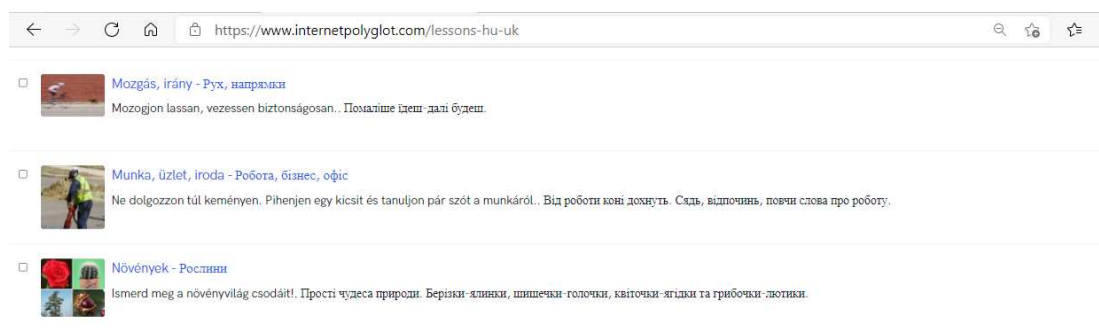 https://www.internetpolyglot.com/lessons-hu-uk
Mozgás, irány - Рух, напрямки
Mozogjon lassan, vezessen biztonságosan.. Помаліше їдеш-далі будеш.
Munka, üzlet, iroda - Робота, бізнес, офіс
Ne dolgozzon túl keményen. Pihenjen egy kicsit és tanuljon pár szót a munkáról.. Від роботи коні дохнуть. Сядь, відпочинь, повчи слова про роботу.
Növények - Рослини
Ismerd meg a növényvilág csodáit!. Прості чудеса природи. Берізки-ялинки, шишечки-голочки, квіточки-ягідки та грибочки-лютики.